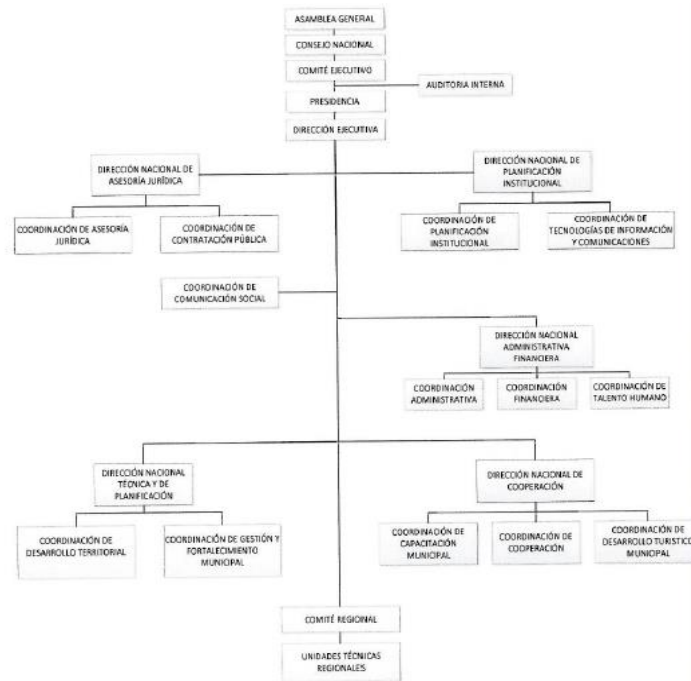 ASAMBLEA GENERAL
CONSEJO NACIONAL
COMITÉ EJECUTIVO
AUDITORIA INTERNA
PRESIDENCIA
DIRECCIÓN EJECUTIVA
DIRECCIÓN NACIONAL DE
ASESORÍA JURÍDICA
DIRECCIÓN NACIONAL DE
PLANIFICACIÓN
INSTITUCIONAL
COORDINACIÓN DE ASESORÍA
JURÍDICA
COORDINACIÓN DE
CONTRATACIÓN PÚBLICA
COORDINACIÓN DE
PLANIFICACIÓN
INSTITUCIONAL
COORDINACIÓN DE
TECNOLOGÍAS DE INFORMACIÓN
Y COMUNICACIONES
COORDINACIÓN DE
COMUNICACIÓN SOCIAL
DIRECCIÓN NACIONAL
ADMINISTRATIVA
FINANCIERA
COORDINACIÓN
ADMINISTRATIVA
COORDINACIÓN
FINANCIERA
COORDINACIÓN DE
TALENTO HUMANO
DIRECCIÓN NACIONAL
TÉCNICA Y DE
PLANIFICACIÓN
DIRECCIÓN NACIONAL DE
COOPERACIÓN
COORDINACIÓN DE
DESARROLLO TERRITORIAL
COORDINACIÓN DE GESTIÓN Y
FORTALECIMIENTO
MUNICIPAL
COORDINACIÓN DE
CAPACITACIÓN
MUNICIPAL
COORDINACIÓN DE
COOPERACIÓN
COORDINACIÓN DE
DESARROLLO TURISTICO
MUNICIPAL
COMITÉ REGIONAL
UNIDADES TÉCNICAS
REGIONALES